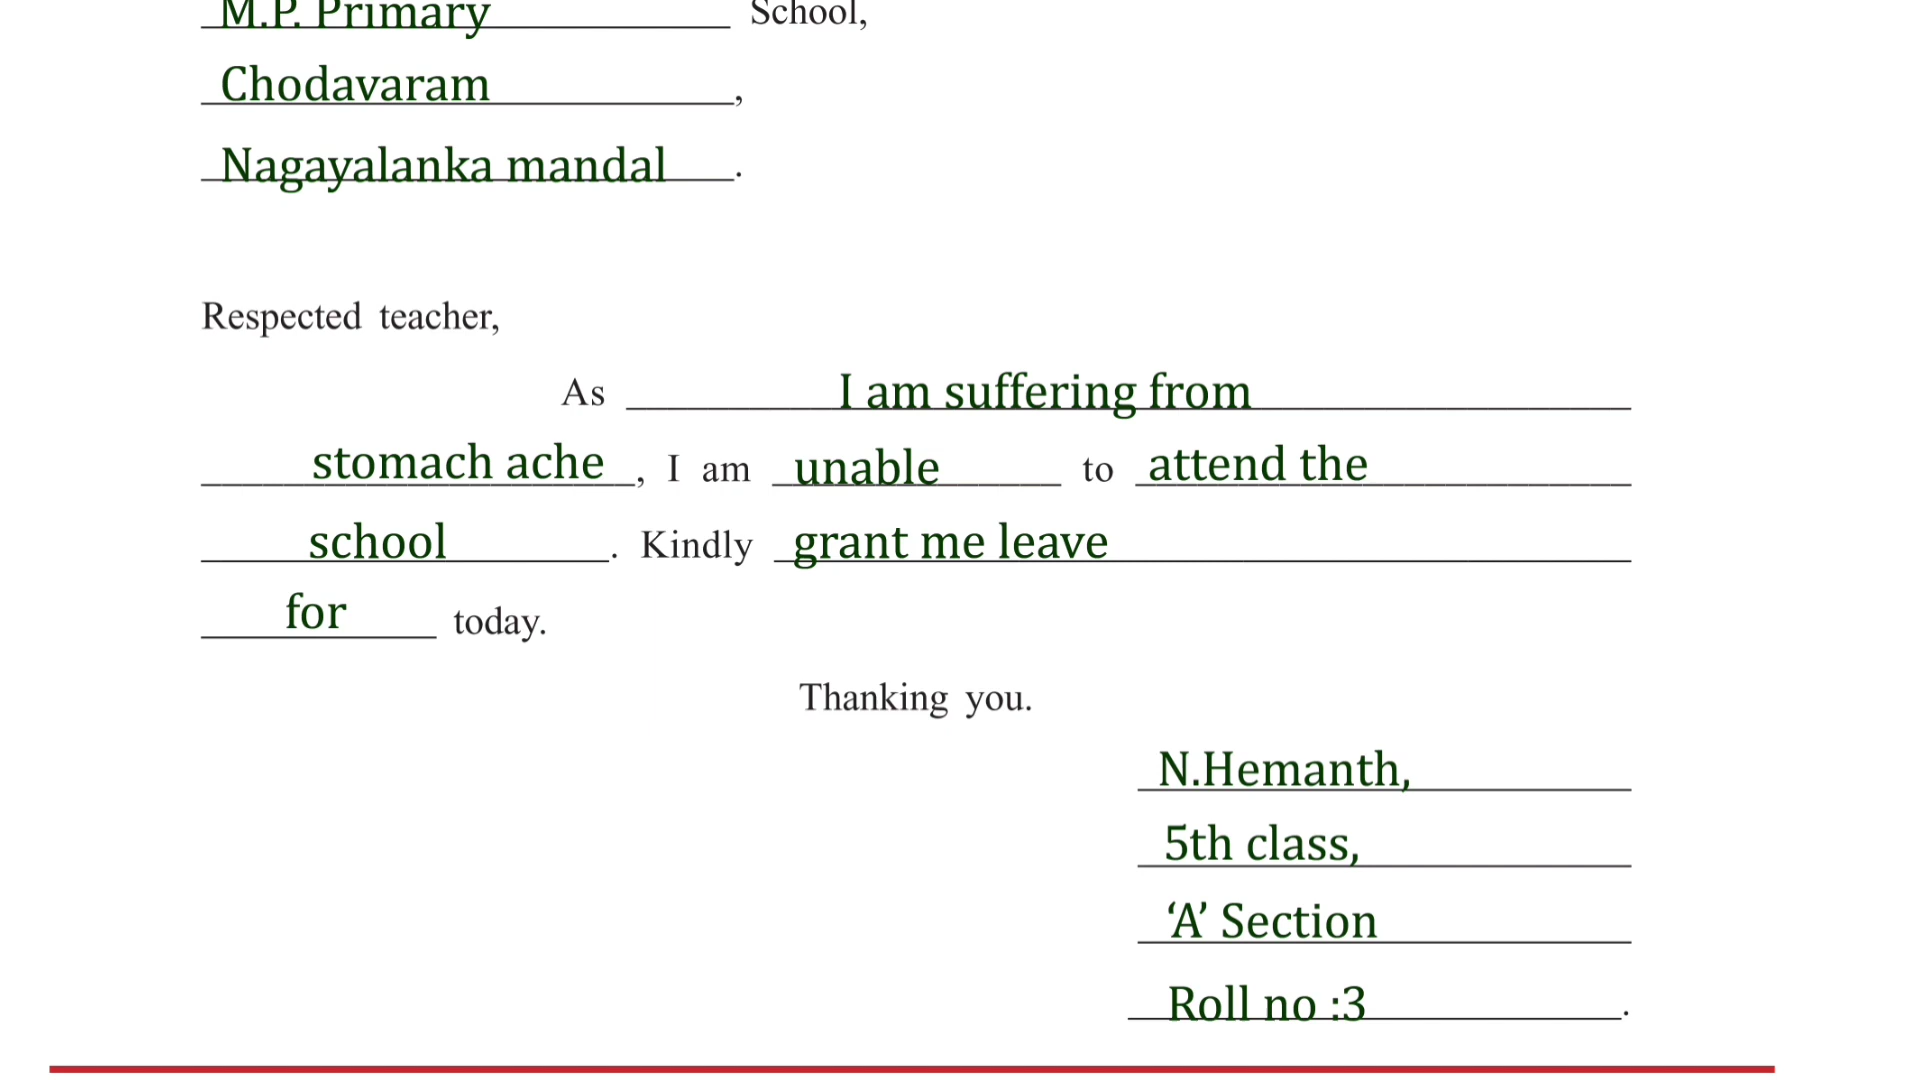 M.P. Primary School,
Chodavaram,
Nagayalanka mandal.
Respected teacher,
As I am suffering from
stomach ache, I am unable to attend the
school. Kindly grant me leave
for today.
Thanking you.
N.Hemanth,
5th class,
‘A’ Section
Roll no :3.